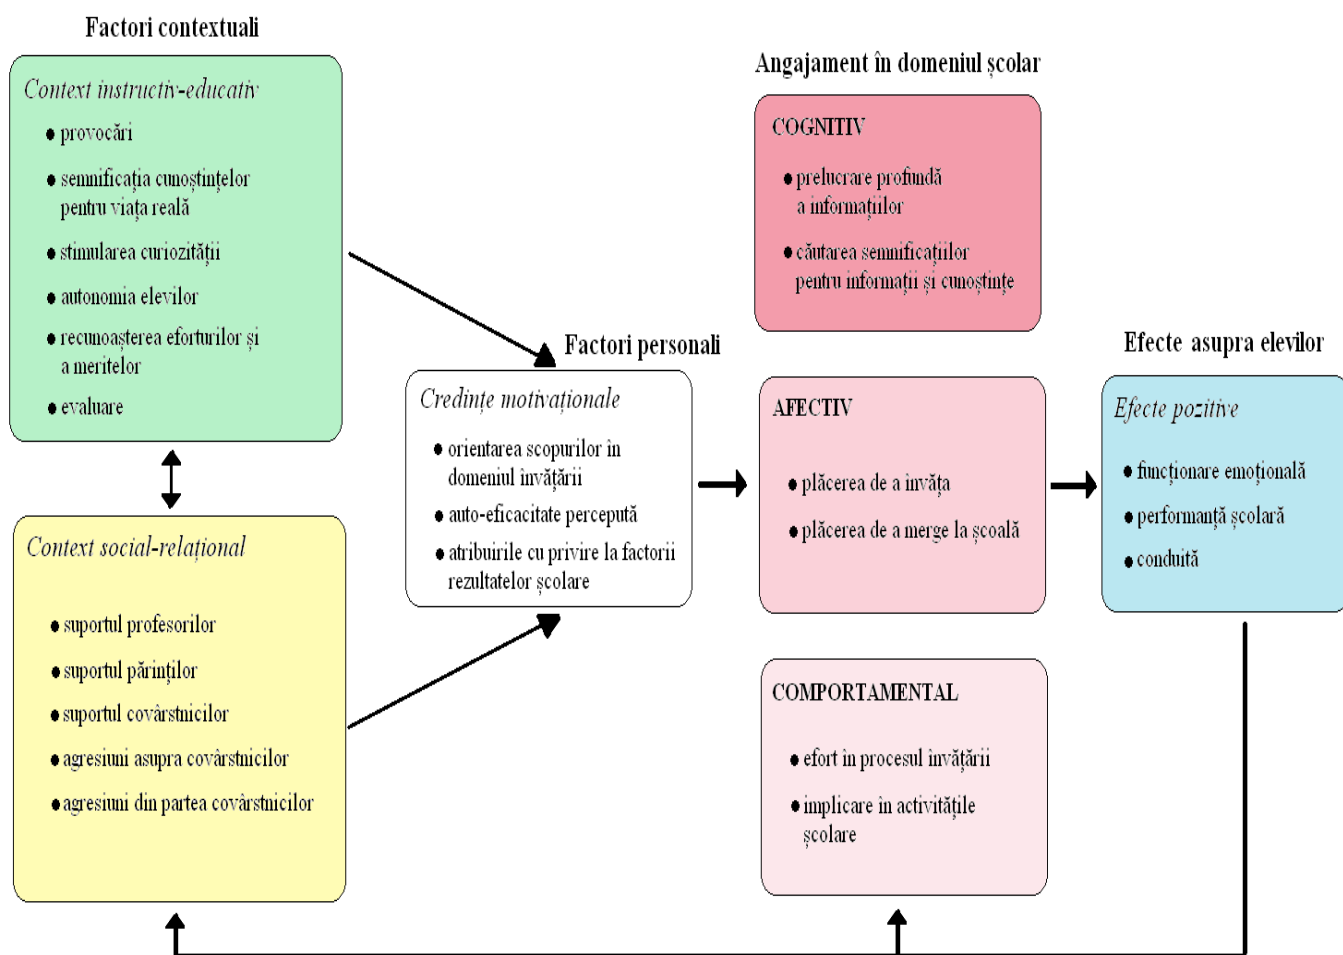 Factori contextuali
Context instructiv-educativ
● provocări
● semnificația cunoștințelor
pentru viața reală
● stimularea curiozității
● autonomia elevilor
● recunoașterea eforturilor și
a meritelor
● evaluare
Context social-relațional
● suportul profesorilor
● suportul părinților
● suportul covârstnicilor
● agresiuni asupra covârstnicilor
● agresiuni din partea covârstnicilor
Factori personali
Credințe motivaționale
● orientarea scopurilor în
domeniul învățării
● auto-eficacitate percepută
● atribuirile cu privire la factorii
rezultatelor școlare
Angajament în domeniul școlar
COGNITIV
● prelucrare profundă
a informațiilor
● căutarea semnificațiilor
pentru informații și cunoștințe
AFECTIV
● plăcerea de a învăța
● plăcerea de a merge la școală
COMPORTAMENTAL
● efort în procesul învățării
● implicare în activitățile
școlare
Efecte asupra elevilor
Efecte pozitive
● funcționare emoțională
● performanță școlară
● conduită